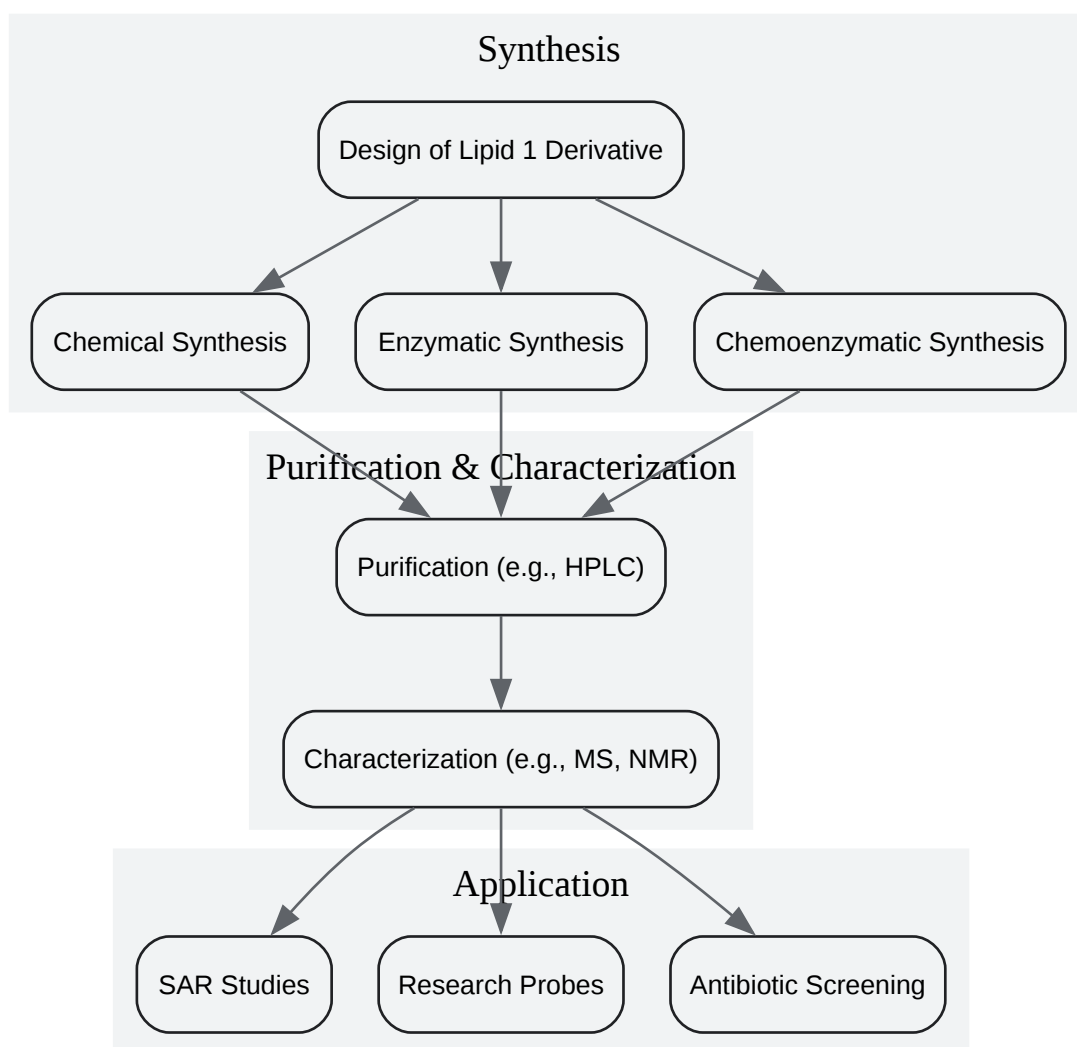 Synthesis
Design of Lipid 1 Derivative
Chemical Synthesis
Enzymatic Synthesis
Chemoenzymatic Synthesis
Purification & Characterization
Purification (e.g., HPLC)
Characterization (e.g., MS, NMR)
Application
SAR Studies
Research Probes
Antibiotic Screening